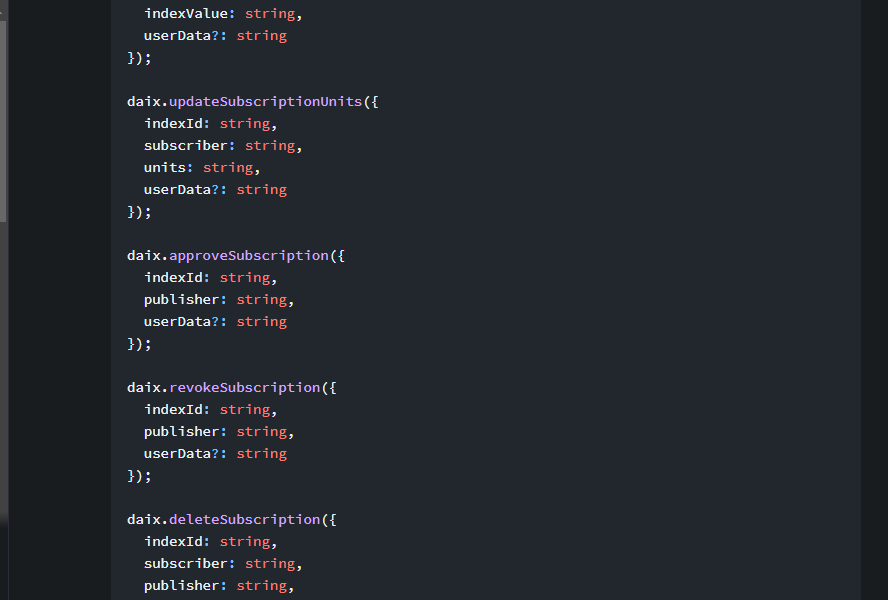 indexValue: string,
userData?: string
});
daix.updateSubscriptionUnits({
indexId: string,
subscriber: string,
units: string,
userData?: string
});
daix.approveSubscription({
indexId: string,
publisher: string,
userData?: string
});
daix.revokeSubscription({
indexId: string,
publisher: string,
userData?: string
});
daix.deleteSubscription({
indexId: string,
subscriber: string,
publisher: string,